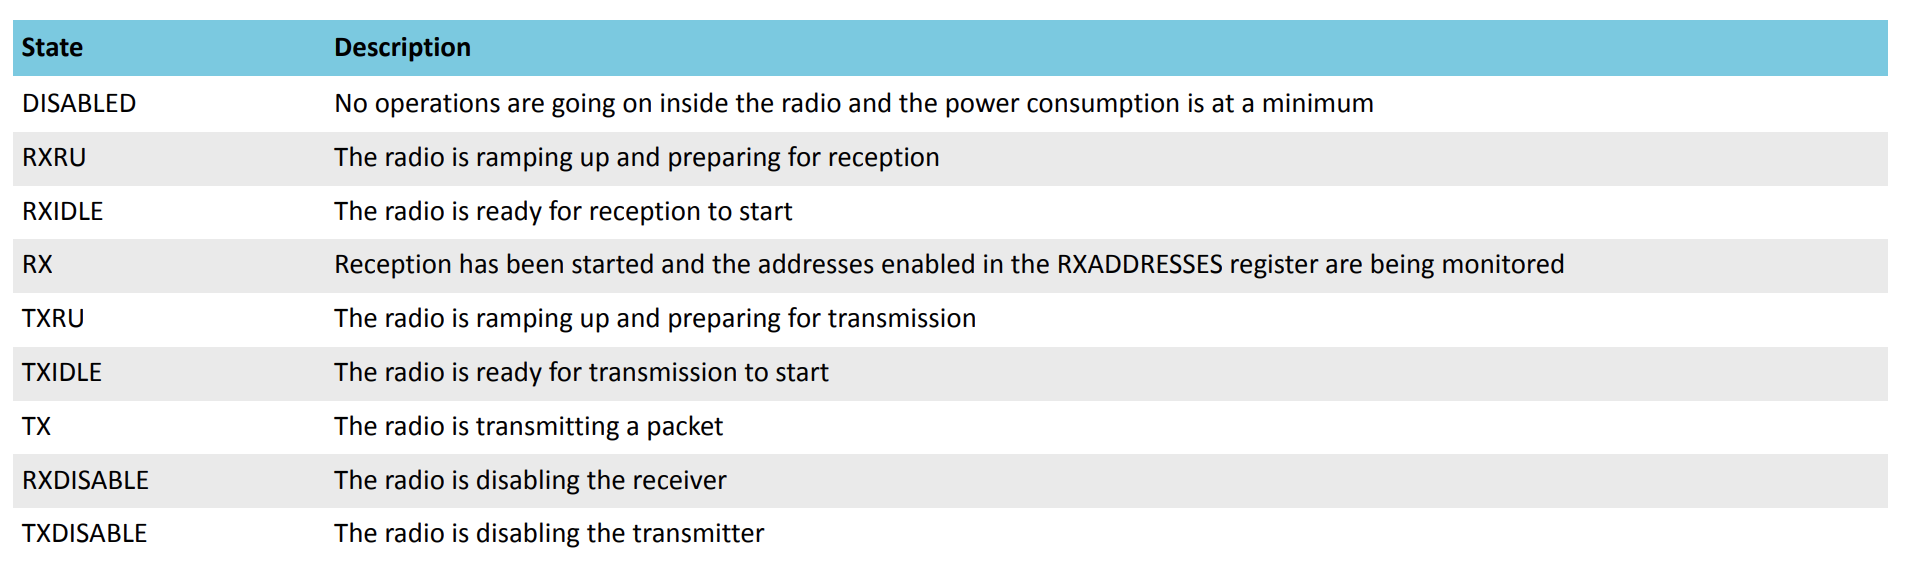 State Description
DISABLED No operations are going on inside the radio and the power consumption is at a minimum
RXRU The radio is ramping up and preparing for reception
RXIDLE The radio is ready for reception to start
RX Reception has been started and the addresses enabled in the RXADDRESSES register are being monitored
TXRU The radio is ramping up and preparing for transmission
TXIDLE The radio is ready for transmission to start
TX The radio is transmitting a packet
RXDISABLE The radio is disabling the receiver
TXDISABLE The radio is disabling the transmitter